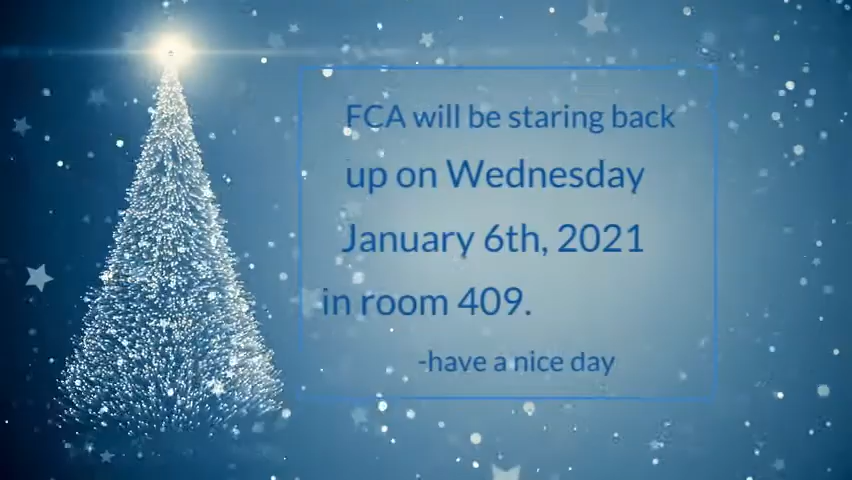 FCA will be staring back
up on Wednesday
January 6th, 2021
in room 409.
-have a nice day